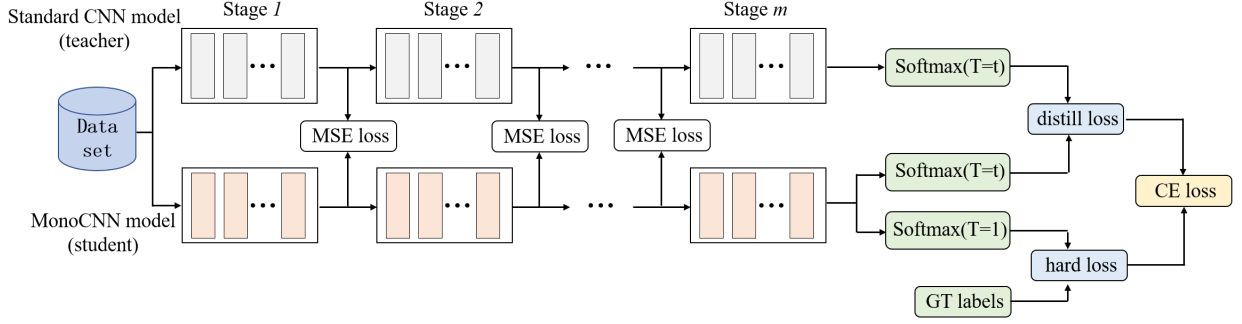 Standard CNN model
(teacher)
Stage 1
Stage 2
Stage m
...
...
...
...
Softmax(T=t)
Data
set
MSE loss
MSE loss
MSE loss
distill loss
Softmax(T=t)
CE loss
MonoCNN model
(student)
...
...
...
...
Softmax(T=1)
hard loss
GT labels